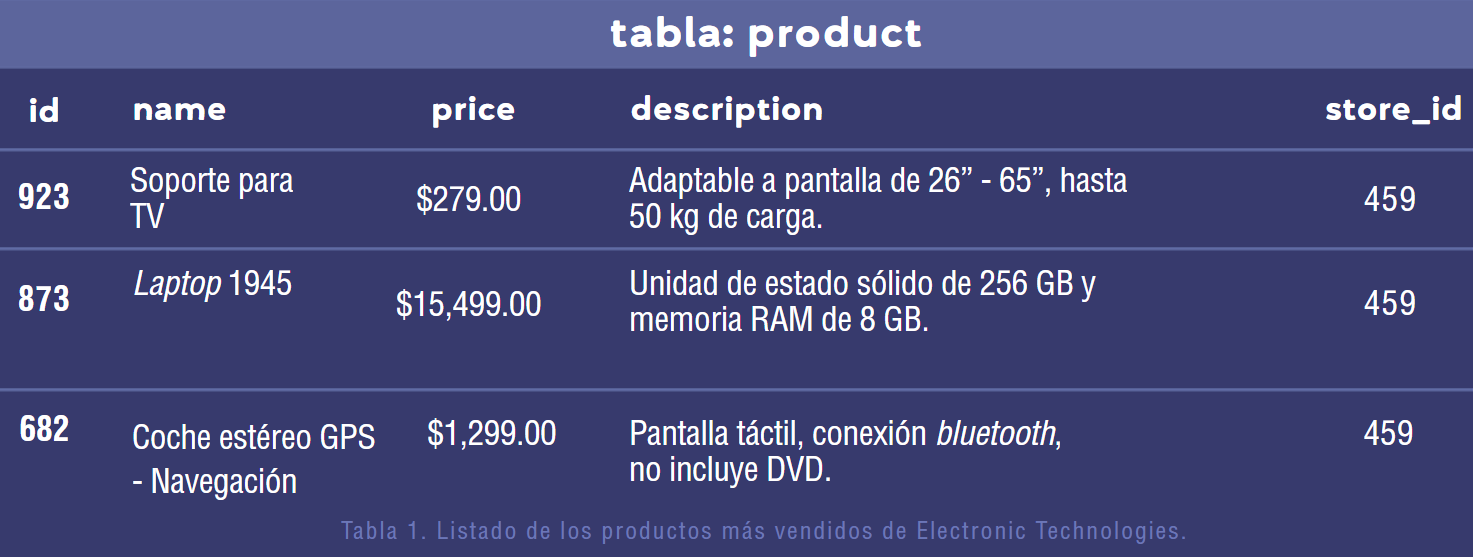 tabla: product
id name price description store_id
923 Soporte para TV $279.00 Adaptable a pantalla de 26” - 65”, hasta 50 kg de carga. 459
873 Laptop 1945 $15,499.00 Unidad de estado sólido de 256 GB y memoria RAM de 8 GB. 459
682 Coche estéreo GPS - Navegación $1,299.00 Pantalla táctil, conexión bluetooth, no incluye DVD. 459
Tabla 1. Listado de los productos más vendidos de Electronic Technologies.